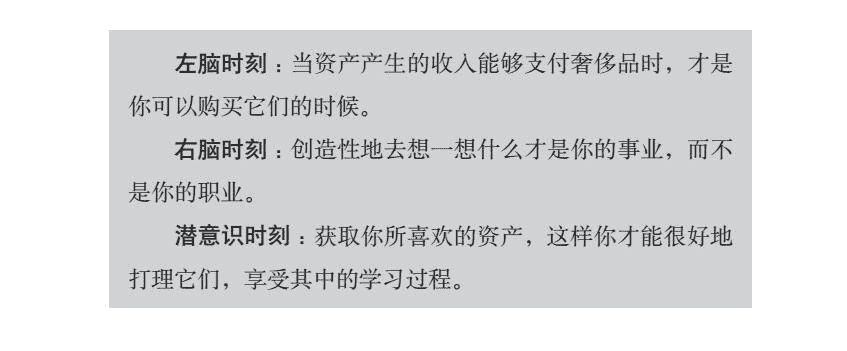 左脑时刻：当资产产生的收入能够支付奢侈品时，才是
你可以购买它们的时候。
右脑时刻：创造性地去想一想什么才是你的事业，而不
是你的职业。
潜意识时刻：获取你所喜欢的资产，这样你才能很好地
打理它们，享受其中的学习过程。